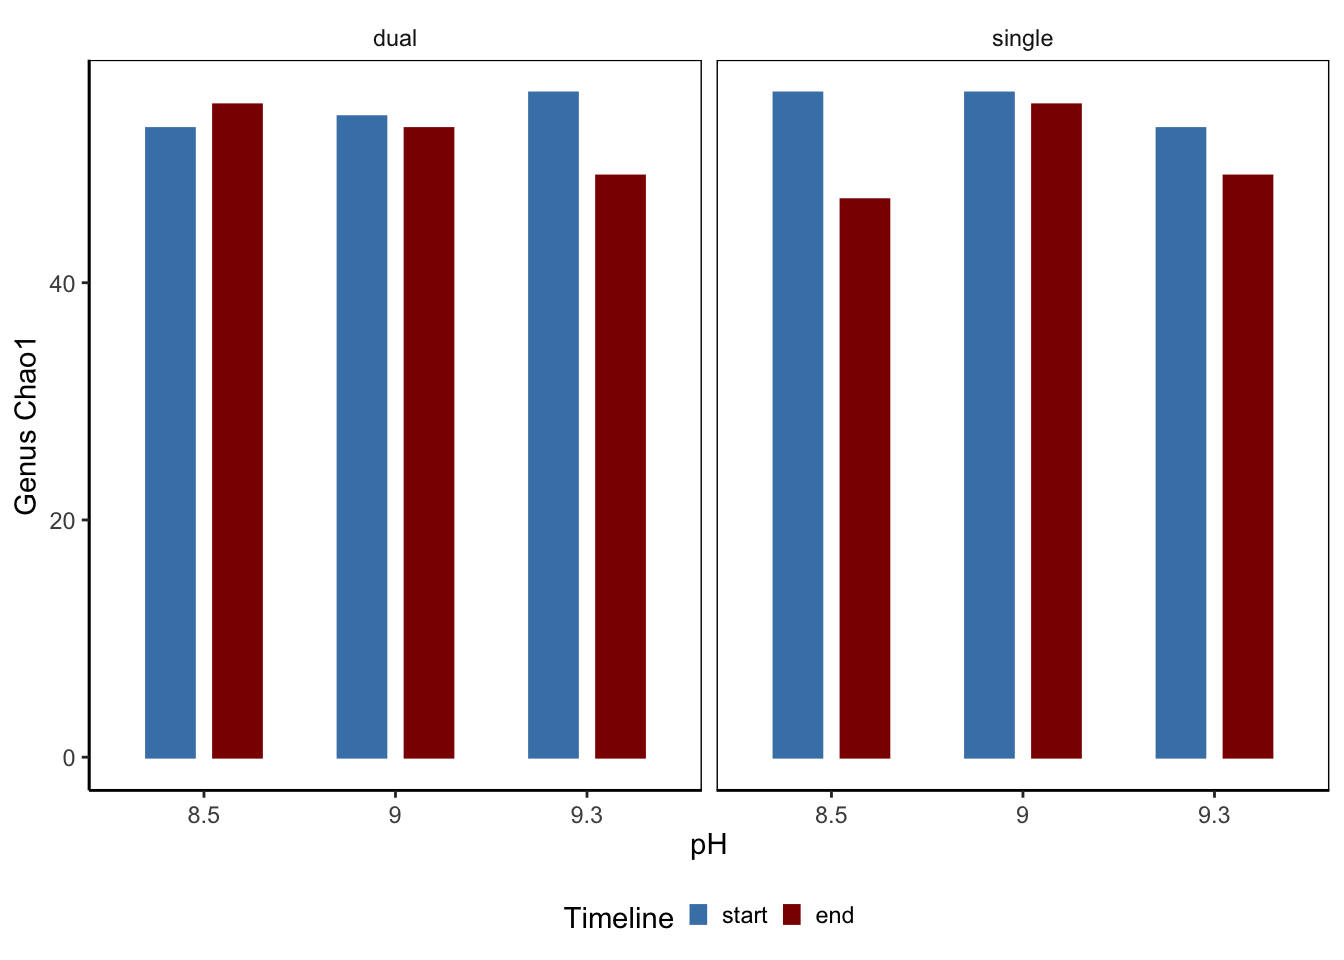 dual single
Genus Chao1
40
20
0
8.5 9 9.3 8.5 9 9.3
pH
Timeline start end